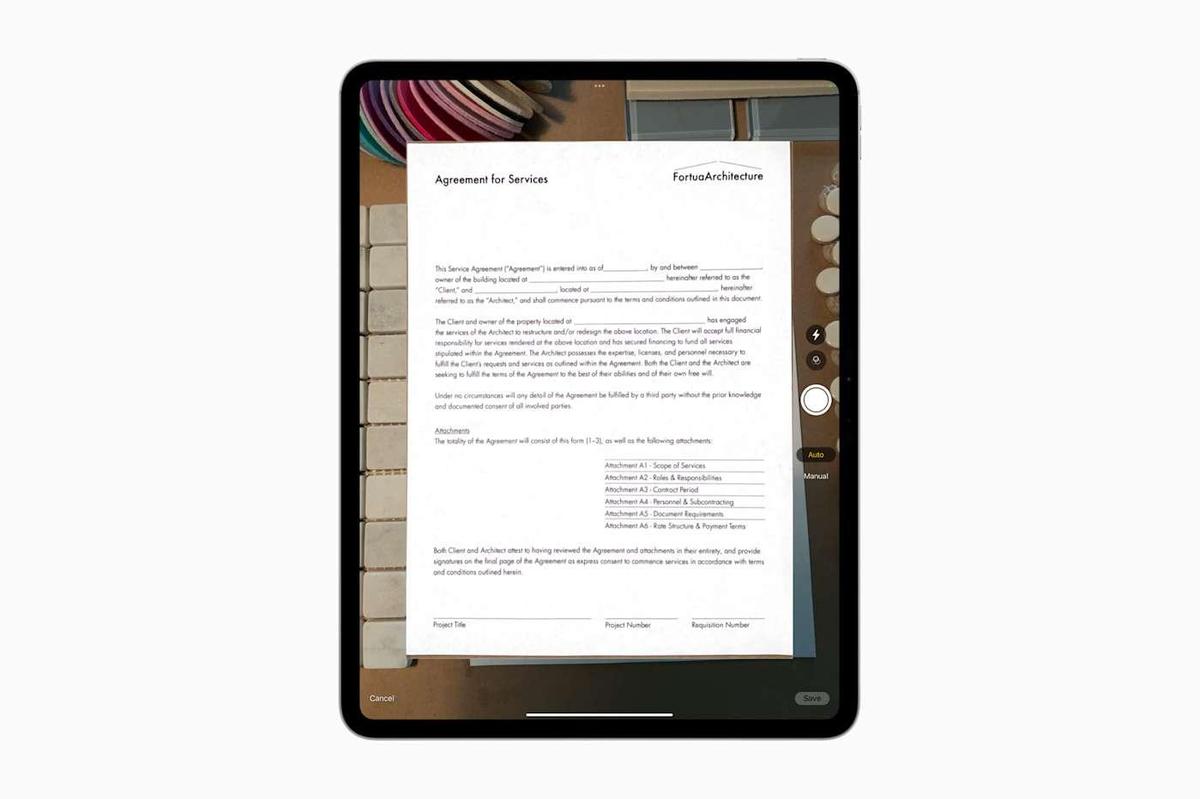 Agreement for Services
FortuaArchitecture
This Service Agreement ("Agreement") is entered into as of__________, by and between ______________,
owner of the building located at ______________________________ hereinafter referred to as the
"Client," and __________________, located at ____________________________, hereinafter
referred to as the "Architect," and shall commence pursuant to the terms and conditions outlined in this document.
The Client and owner of the property located at ______________________________ has engaged
the services of the Architect to restructure and/or redesign the above location. The Client will accept full financial
responsibility for services rendered at the above location and has secured financing to fund all services
stipulated within the Agreement. The Architect possesses the expertise, licenses, and personnel necessary to
fulfill the Client's requests and services as outlined within the Agreement. Both the Client and the Architect are
seeking to fulfill the terms of the Agreement to the best of their abilities and of their own free will.
Under no circumstances will any detail of the Agreement be fulfilled by a third party without the prior knowledge
and documented consent of all involved parties.
Attachments
The totality of the Agreement will consist of this form (1–3), as well as the following attachments:
Attachment A1 - Scope of Services
Attachment A2 - Roles & Responsibilities
Attachment A3 - Contract Period
Attachment A4 - Personnel & Subcontracting
Attachment A5 - Document Requirements
Attachment A6 - Rate Structure & Payment Terms
Both Client and Architect attest to having reviewed the Agreement and attachments in their entirety, and provide
signatures on the final page of the Agreement as express consent to commence services in accordance with terms
and conditions outlined herein.
Project Title
Project Number
Requisition Number
Auto
Manual
Cancel
Save